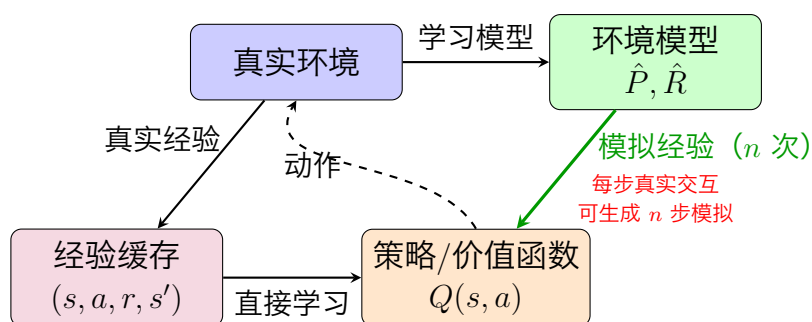 真实环境
学习模型
环境模型
P̂, R̂
真实经验
动作
模拟经验（n 次）
每步真实交互
可生成 n 步模拟
经验缓存
(s, a, r, s′)
直接学习
策略/价值函数
Q(s, a)